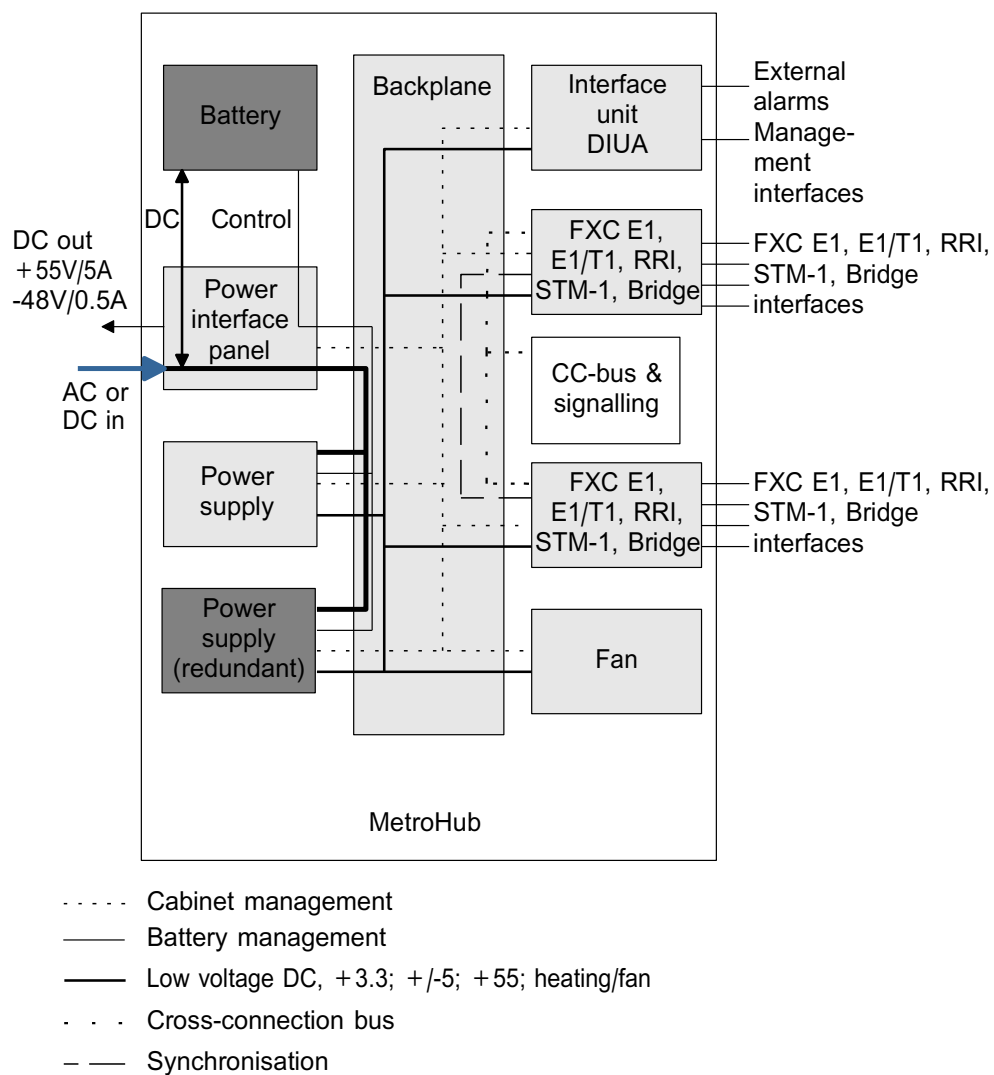 Battery
Backplane
Interface
unit
DIUA
External
alarms
Manage-
ment
interfaces
DC
Control
DC out
+55V/5A
-48V/0.5A
Power
interface
panel
AC or
DC in
FXC E1,
E1/T1, RRI,
STM-1, Bridge
FXC E1, E1/T1, RRI,
STM-1, Bridge
interfaces
CC-bus &
signalling
Power
supply
FXC E1,
E1/T1, RRI,
STM-1, Bridge
FXC E1, E1/T1, RRI,
STM-1, Bridge
interfaces
Power
supply
(redundant)
Fan
MetroHub
Cabinet management
Battery management
Low voltage DC, +3.3; +/-5; +55; heating/fan
Cross-connection bus
Synchronisation